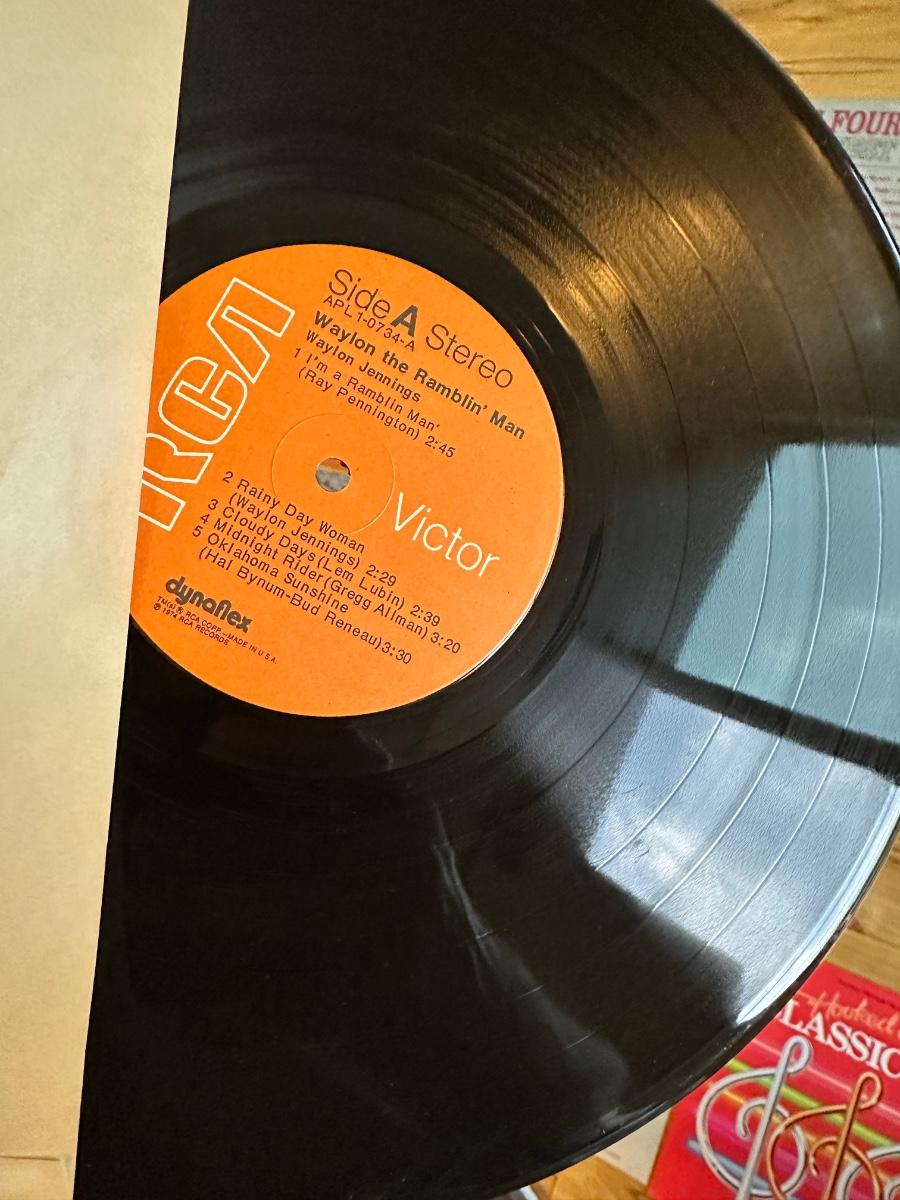 RCA
Side A Stereo
APL1-0734-A
Waylon the Ramblin' Man
Waylon Jennings
1 I'm a Ramblin Man'
(Ray Pennington) 2:45
Victor
2 Rainy Day Woman
(Waylon Jennings) 2:29
3 Cloudy Days (Lem Lubin) 2:39
4 Midnight Rider (Gregg Allman) 3:20
5 Oklahoma Sunshine
(Hal Bynum-Bud Reneau) 3:30
dynaflex
TM(s) ® RCA CORP.—MADE IN U.S.A.
℗ 1974 RCA RECORDS
FOUR
Hooked
CLASSIC